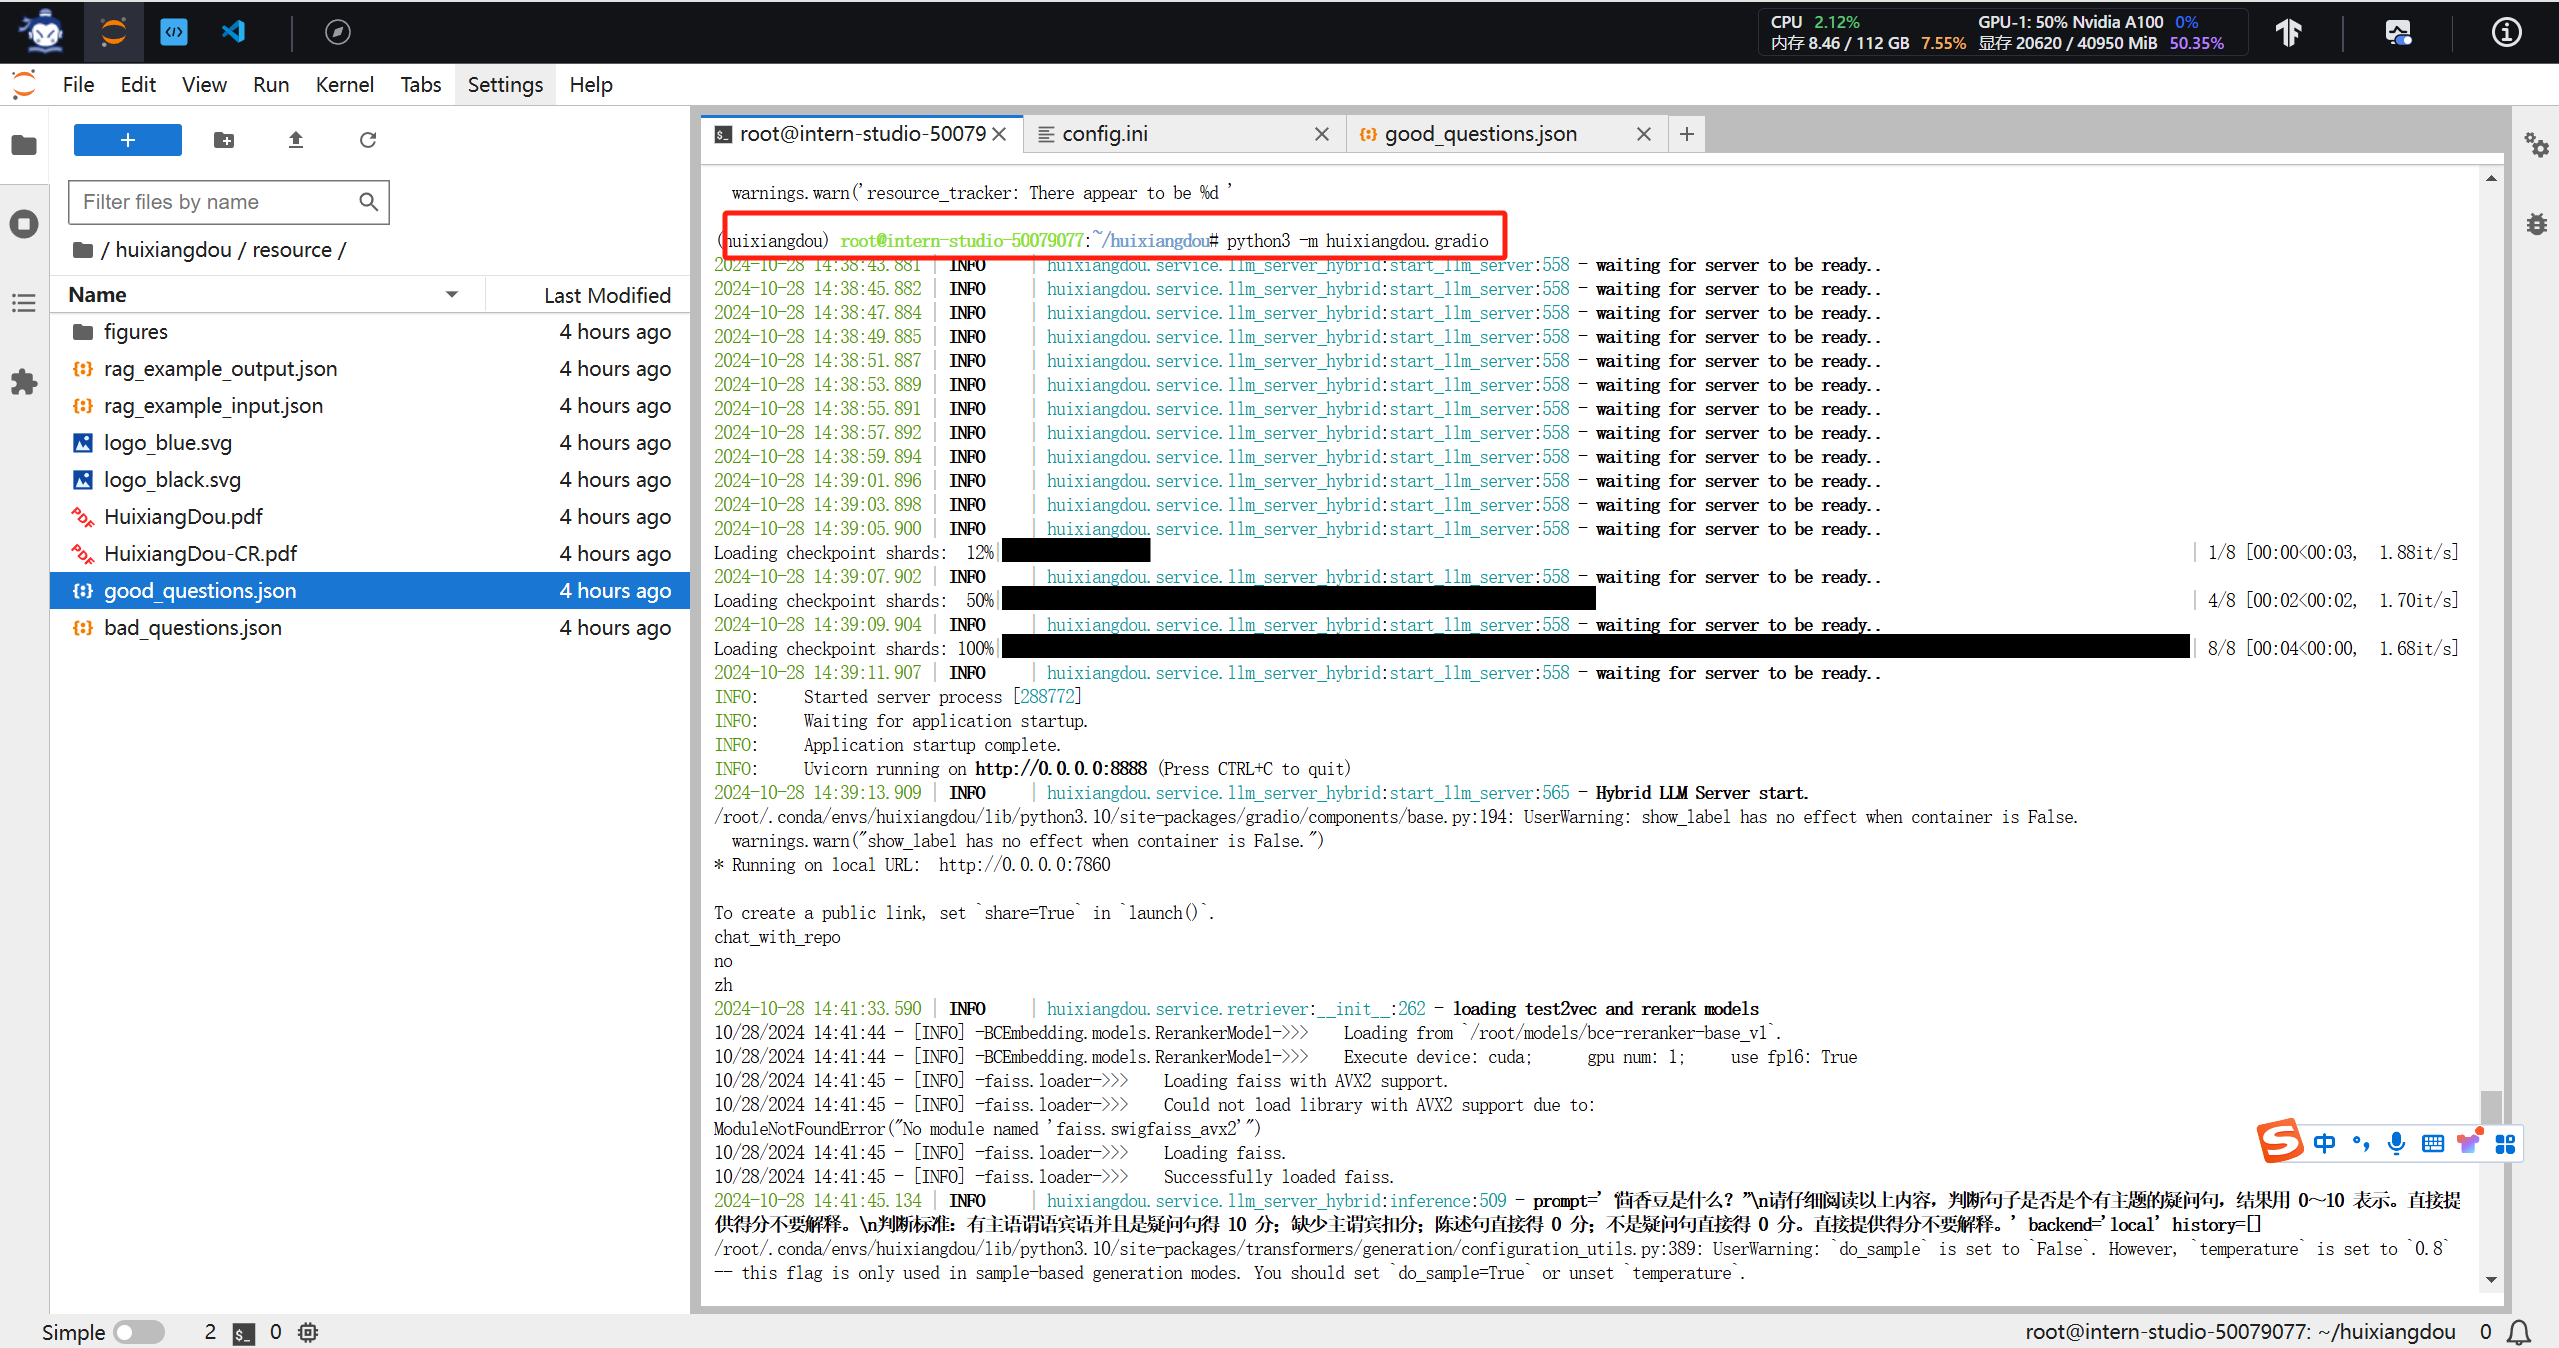 CPU 2.12%
GPU-1: 50% Nvidia A100 0%
内存 8.46 / 112 GB 7.55%
显存 20620 / 40950 MiB 50.35%
File Edit View Run Kernel Tabs Settings Help
root@intern-studio-50079
config.ini
good_questions.json
Filter files by name
/ huixiangdou / resource /
Name Last Modified
figures 4 hours ago
rag_example_output.json 4 hours ago
rag_example_input.json 4 hours ago
logo_blue.svg 4 hours ago
logo_black.svg 4 hours ago
HuixiangDou.pdf 4 hours ago
HuixiangDou-CR.pdf 4 hours ago
good_questions.json 4 hours ago
bad_questions.json 4 hours ago
warnings.warn('resource_tracker: There appear to be %d '
(huixiangdou) root@intern-studio-50079077:~/huixiangdou# python3 -m huixiangdou.gradio
2024-10-28 14:38:43.881 | INFO | huixiangdou.service.llm_server_hybrid:start_llm_server:558 - waiting for server to be ready..
2024-10-28 14:38:45.882 | INFO | huixiangdou.service.llm_server_hybrid:start_llm_server:558 - waiting for server to be ready..
2024-10-28 14:38:47.884 | INFO | huixiangdou.service.llm_server_hybrid:start_llm_server:558 - waiting for server to be ready..
2024-10-28 14:38:49.885 | INFO | huixiangdou.service.llm_server_hybrid:start_llm_server:558 - waiting for server to be ready..
2024-10-28 14:38:51.887 | INFO | huixiangdou.service.llm_server_hybrid:start_llm_server:558 - waiting for server to be ready..
2024-10-28 14:38:53.889 | INFO | huixiangdou.service.llm_server_hybrid:start_llm_server:558 - waiting for server to be ready..
2024-10-28 14:38:55.891 | INFO | huixiangdou.service.llm_server_hybrid:start_llm_server:558 - waiting for server to be ready..
2024-10-28 14:38:57.892 | INFO | huixiangdou.service.llm_server_hybrid:start_llm_server:558 - waiting for server to be ready..
2024-10-28 14:38:59.894 | INFO | huixiangdou.service.llm_server_hybrid:start_llm_server:558 - waiting for server to be ready..
2024-10-28 14:39:01.896 | INFO | huixiangdou.service.llm_server_hybrid:start_llm_server:558 - waiting for server to be ready..
2024-10-28 14:39:03.898 | INFO | huixiangdou.service.llm_server_hybrid:start_llm_server:558 - waiting for server to be ready..
2024-10-28 14:39:05.900 | INFO | huixiangdou.service.llm_server_hybrid:start_llm_server:558 - waiting for server to be ready..
Loading checkpoint shards: 12%| | 1/8 [00:00<00:03, 1.88it/s]
2024-10-28 14:39:07.902 | INFO | huixiangdou.service.llm_server_hybrid:start_llm_server:558 - waiting for server to be ready..
Loading checkpoint shards: 50%| | 4/8 [00:02<00:02, 1.70it/s]
2024-10-28 14:39:09.904 | INFO | huixiangdou.service.llm_server_hybrid:start_llm_server:558 - waiting for server to be ready..
Loading checkpoint shards: 100%| | 8/8 [00:04<00:00, 1.68it/s]
2024-10-28 14:39:11.907 | INFO | huixiangdou.service.llm_server_hybrid:start_llm_server:558 - waiting for server to be ready..
INFO: Started server process [288772]
INFO: Waiting for application startup.
INFO: Application startup complete.
INFO: Uvicorn running on http://0.0.0.0:8888 (Press CTRL+C to quit)
2024-10-28 14:39:13.909 | INFO | huixiangdou.service.llm_server_hybrid:start_llm_server:565 - Hybrid LLM Server start.
/root/.conda/envs/huixiangdou/lib/python3.10/site-packages/gradio/components/base.py:194: UserWarning: show_label has no effect when container is False.
warnings.warn("show_label has no effect when container is False.")
* Running on local URL: http://0.0.0.0:7860
To create a public link, set `share=True` in `launch()`.
chat_with_repo
no
zh
2024-10-28 14:41:33.590 | INFO | huixiangdou.service.retriever:__init__:262 - loading test2vec and rerank models
10/28/2024 14:41:44 - [INFO] -BCEmbedding.models.RerankerModel->>> Loading from `/root/models/bce-reranker-base_v1`.
10/28/2024 14:41:44 - [INFO] -BCEmbedding.models.RerankerModel->>> Execute device: cuda; gpu num: 1; use fp16: True
10/28/2024 14:41:45 - [INFO] -faiss.loader->>> Loading faiss with AVX2 support.
10/28/2024 14:41:45 - [INFO] -faiss.loader->>> Could not load library with AVX2 support due to:
ModuleNotFoundError("No module named 'faiss.swigfaiss_avx2'")
10/28/2024 14:41:45 - [INFO] -faiss.loader->>> Loading faiss.
10/28/2024 14:41:45 - [INFO] -faiss.loader->>> Successfully loaded faiss.
2024-10-28 14:41:45.134 | INFO | huixiangdou.service.llm_server_hybrid:inference:509 - prompt='“茴香豆是什么？”\n请仔细阅读以上内容，判断句子是否是个有主题的疑问句，结果用 0～10 表示。直接提
供得分不要解释。\n判断标准：有主语谓语宾语并且是疑问句得 10 分；缺少主谓宾扣分；陈述句直接得 0 分；不是疑问句直接得 0 分。直接提供得分不要解释。' backend='local' history=[]
/root/.conda/envs/huixiangdou/lib/python3.10/site-packages/transformers/generation/configuration_utils.py:389: UserWarning: `do_sample` is set to `False`. However, `temperature` is set to `0.8`
-- this flag is only used in sample-based generation modes. You should set `do_sample=True` or unset `temperature`.
中
Simple 2 0
root@intern-studio-50079077: ~/huixiangdou 0